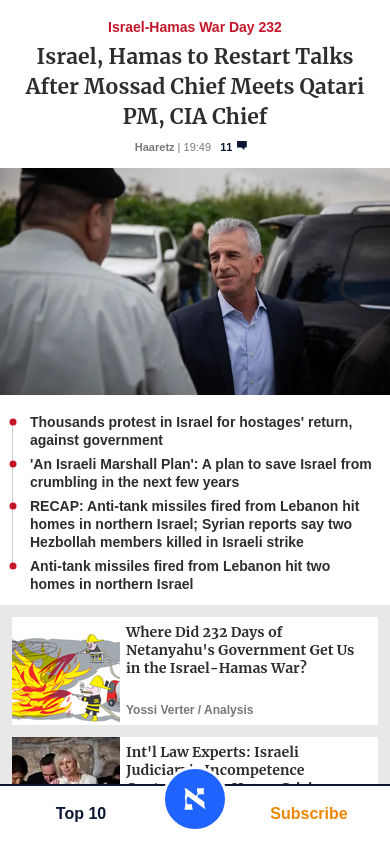 Israel-Hamas War Day 232
Israel, Hamas to Restart Talks
After Mossad Chief Meets Qatari
PM, CIA Chief
Haaretz | 19:49 11
Thousands protest in Israel for hostages' return,
against government
'An Israeli Marshall Plan': A plan to save Israel from
crumbling in the next few years
RECAP: Anti-tank missiles fired from Lebanon hit
homes in northern Israel; Syrian reports say two
Hezbollah members killed in Israeli strike
Anti-tank missiles fired from Lebanon hit two
homes in northern Israel
Where Did 232 Days of
Netanyahu's Government Get Us
in the Israel-Hamas War?
Yossi Verter / Analysis
Int'l Law Experts: Israeli
Incompetence
Top 10
Subscribe